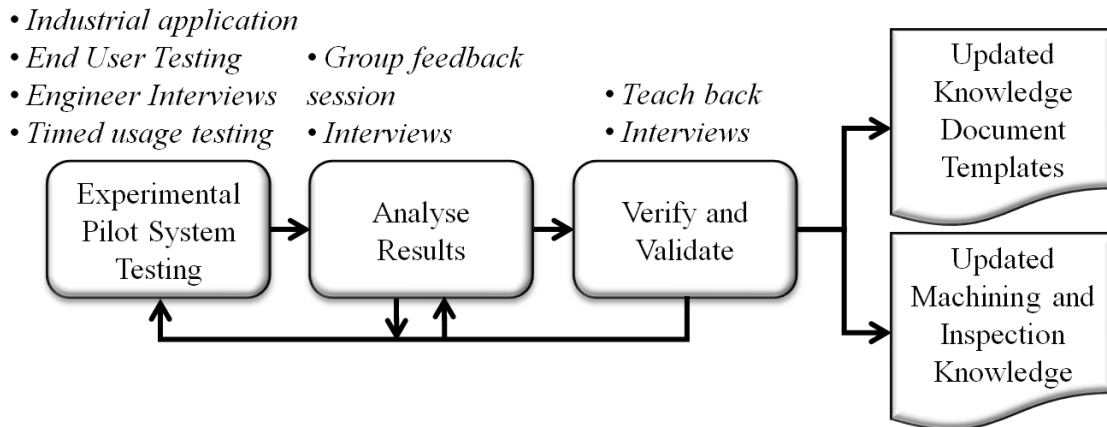 • Industrial application
• End User Testing
• Engineer Interviews
• Timed usage testing
• Group feedback
session
• Interviews
• Teach back
• Interviews
Experimental
Pilot System
Testing
Analyse
Results
Verify and
Validate
Updated
Knowledge
Document
Templates
Updated
Machining and
Inspection
Knowledge